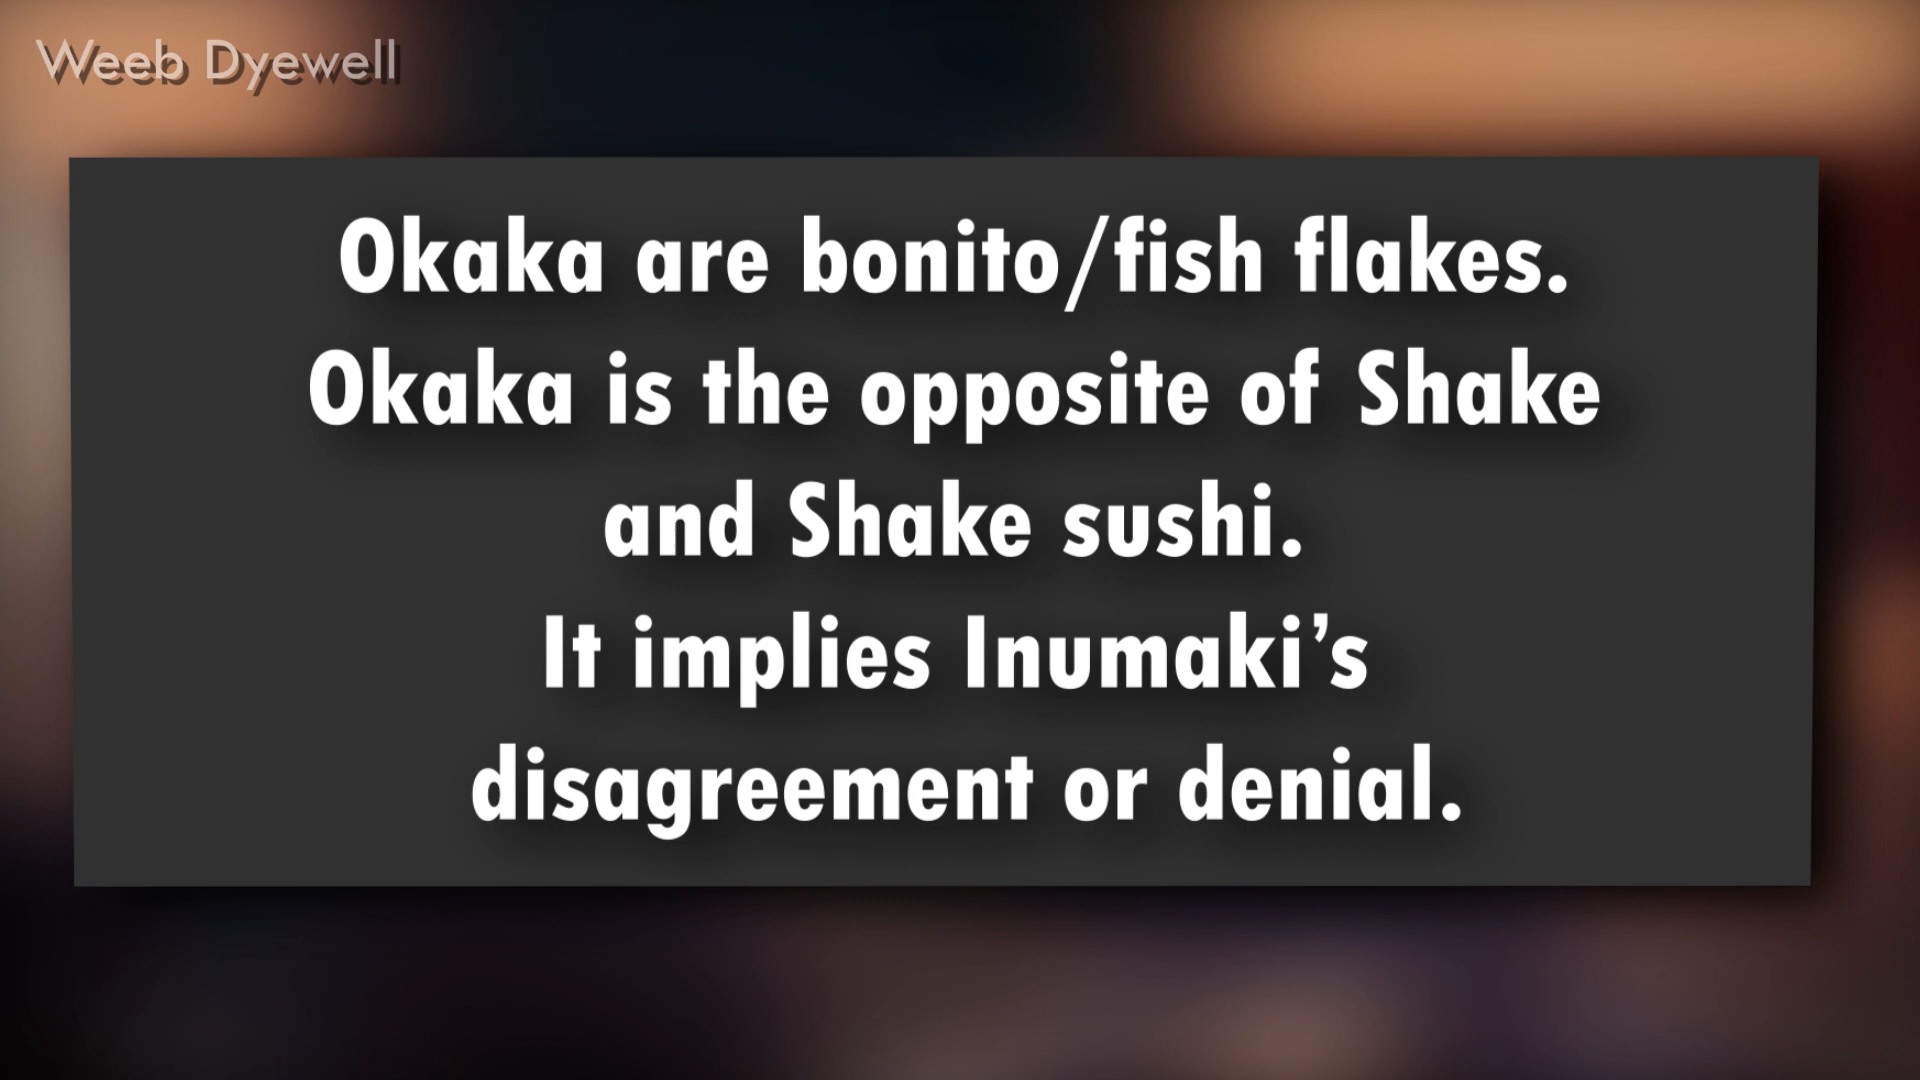 Weeb Dyewell
Okaka are bonito/fish flakes.
Okaka is the opposite of Shake
and Shake sushi.
It implies Inumaki’s
disagreement or denial.